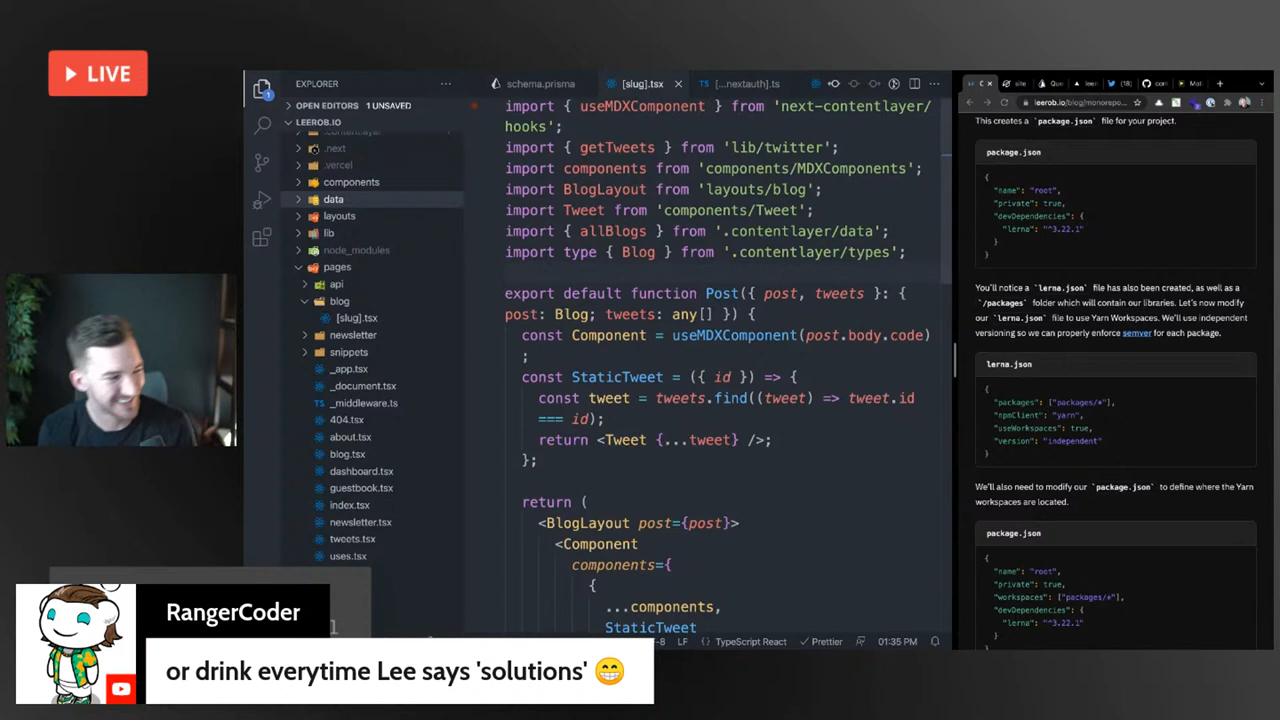 LIVE
EXPLORER
OPEN EDITORS 1 UNSAVED
LEEROB.IO
.contentlayer
.next
.vercel
components
data
layouts
lib
node_modules
pages
api
blog
[slug].tsx
newsletter
snippets
_app.tsx
_document.tsx
_middleware.ts
404.tsx
about.tsx
blog.tsx
dashboard.tsx
guestbook.tsx
index.tsx
newsletter.tsx
tweets.tsx
uses.tsx
schema.prisma
[slug].tsx
TS [...nextauth].ts
import { useMDXComponent } from 'next-contentlayer/
hooks';
import { getTweets } from 'lib/twitter';
import components from 'components/MDXComponents';
import BlogLayout from 'layouts/blog';
import Tweet from 'components/Tweet';
import { allBlogs } from '.contentlayer/data';
import type { Blog } from '.contentlayer/types';
export default function Post({ post, tweets }: {
post: Blog; tweets: any[] }) {
const Component = useMDXComponent(post.body.code)
;
const StaticTweet = ({ id }) => {
const tweet = tweets.find((tweet) => tweet.id
=== id);
return <Tweet {...tweet} />;
};
return (
<BlogLayout post={post}>
<Component
components={
{
...components,
StaticTweet
LF {} TypeScript React Prettier 01:35 PM
leerob.io/blog/monorepo...
This creates a `package.json` file for your project.
package.json
{
"name": "root",
"private": true,
"devDependencies": {
"lerna": "^3.22.1"
}
You'll notice a `lerna.json` file has also been created, as well as a
`/packages` folder which will contain our libraries. Let's now modify
our `lerna.json` file to use Yarn Workspaces. We'll use independent
versioning so we can properly enforce semver for each package.
lerna.json
{
"packages": ["packages/*"],
"npmClient": "yarn",
"useWorkspaces": true,
"version": "independent"
}
We'll also need to modify our `package.json` to define where the Yarn
workspaces are located.
package.json
{
"name": "root",
"private": true,
"workspaces": ["packages/*"],
"devDependencies": {
"lerna": "^3.22.1"
}
RangerCoder
or drink everytime Lee says 'solutions' 😁